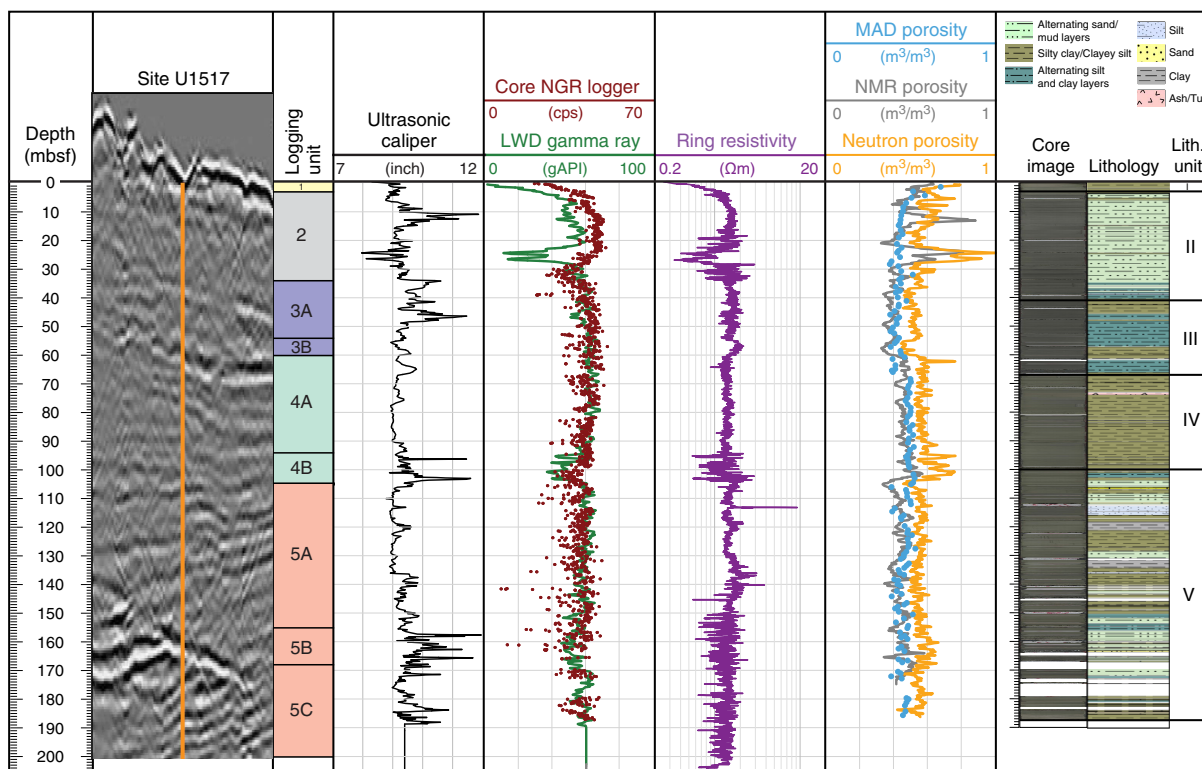 Site U1517
Depth
(mbsf)
Logging
unit
Ultrasonic
caliper
7 (inch) 12
Core NGR logger
0 (cps) 70
LWD gamma ray
0 (gAPI) 100
Ring resistivity
0.2 (Ωm) 20
MAD porosity
0 (m³/m³) 1
NMR porosity
0 (m³/m³) 1
Neutron porosity
0 (m³/m³) 1
Alternating sand/
mud layers
Silty clay/Clayey silt
Alternating silt
and clay layers
Silt
Sand
Clay
Ash/Tu
Core
image
Lithology
Lith.
unit
0
10
20
30
40
50
60
70
80
90
100
110
120
130
140
150
160
170
180
190
200
1
2
3A
3B
4A
4B
5A
5B
5C
I
II
III
IV
V